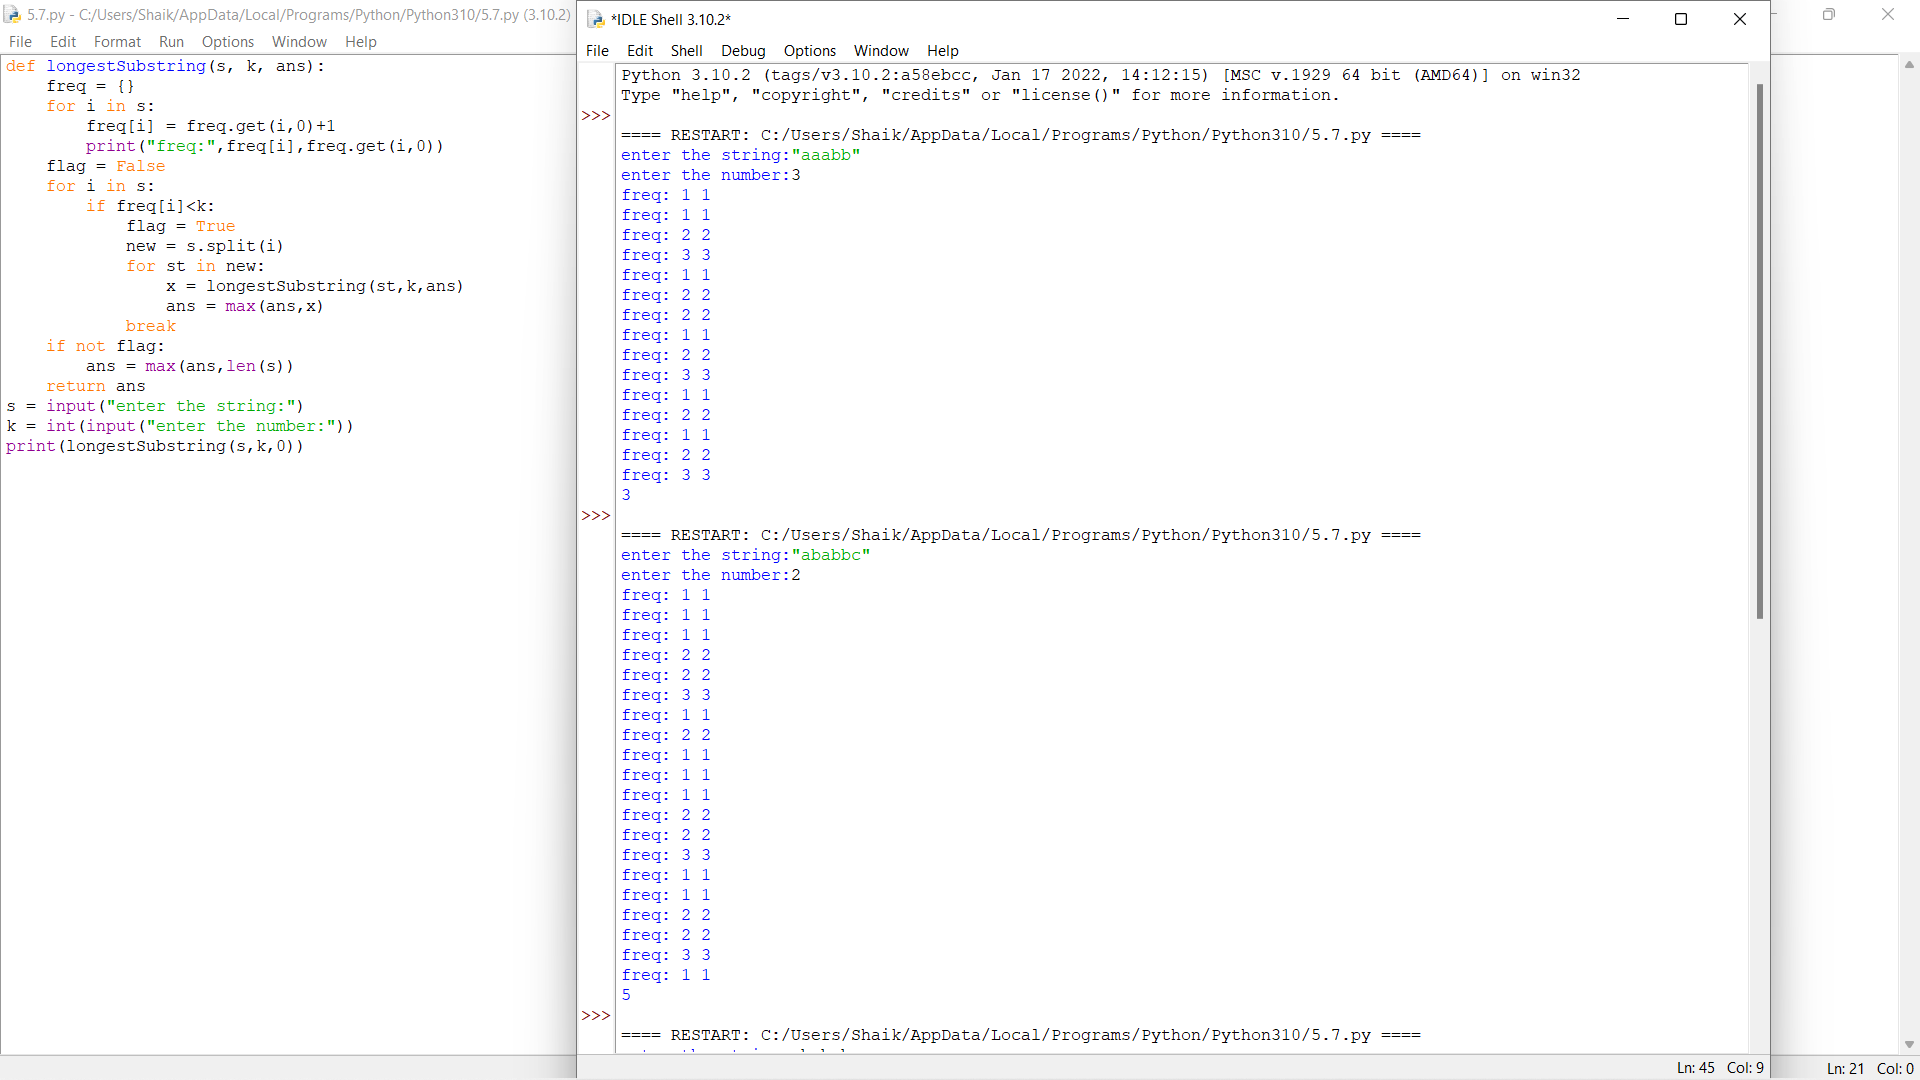 5.7.py - C:/Users/Shaik/AppData/Local/Programs/Python/Python310/5.7.py (3.10.2)
File Edit Format Run Options Window Help
def longestSubstring(s, k, ans):
    freq = {}
    for i in s:
        freq[i] = freq.get(i,0)+1
        print("freq:",freq[i],freq.get(i,0))
    flag = False
    for i in s:
        if freq[i]<k:
            flag = True
            new = s.split(i)
            for st in new:
                x = longestSubstring(st,k,ans)
                ans = max(ans,x)
            break
    if not flag:
        ans = max(ans,len(s))
    return ans
s = input("enter the string:")
k = int(input("enter the number:"))
print(longestSubstring(s,k,0))
*IDLE Shell 3.10.2*
File Edit Shell Debug Options Window Help
Python 3.10.2 (tags/v3.10.2:a58ebcc, Jan 17 2022, 14:12:15) [MSC v.1929 64 bit (AMD64)] on win32
Type "help", "copyright", "credits" or "license()" for more information.
>>>
==== RESTART: C:/Users/Shaik/AppData/Local/Programs/Python/Python310/5.7.py ====
enter the string:"aaabb"
enter the number:3
freq: 1 1
freq: 1 1
freq: 2 2
freq: 3 3
freq: 1 1
freq: 2 2
freq: 2 2
freq: 1 1
freq: 2 2
freq: 3 3
freq: 1 1
freq: 2 2
freq: 1 1
freq: 2 2
freq: 3 3
3
>>>
==== RESTART: C:/Users/Shaik/AppData/Local/Programs/Python/Python310/5.7.py ====
enter the string:"ababbc"
enter the number:2
freq: 1 1
freq: 1 1
freq: 1 1
freq: 2 2
freq: 2 2
freq: 3 3
freq: 1 1
freq: 2 2
freq: 1 1
freq: 1 1
freq: 1 1
freq: 2 2
freq: 2 2
freq: 3 3
freq: 1 1
freq: 1 1
freq: 2 2
freq: 2 2
freq: 3 3
freq: 1 1
5
>>>
==== RESTART: C:/Users/Shaik/AppData/Local/Programs/Python/Python310/5.7.py ====
Ln: 45 Col: 9
Ln: 21 Col: 0